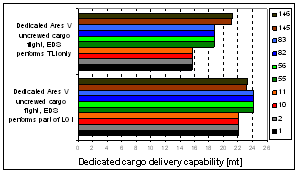 Dedicated Ares V
uncrewed cargo
flight, EDS
performs TLI only
Dedicated Ares V
uncrewed cargo
flight, EDS
performs part of LOI
146
145
83
82
56
55
11
10
2
1
0 2 4 6 8 10 12 14 16 18 20 22 24 26
Dedicated cargo delivery capability [mt]